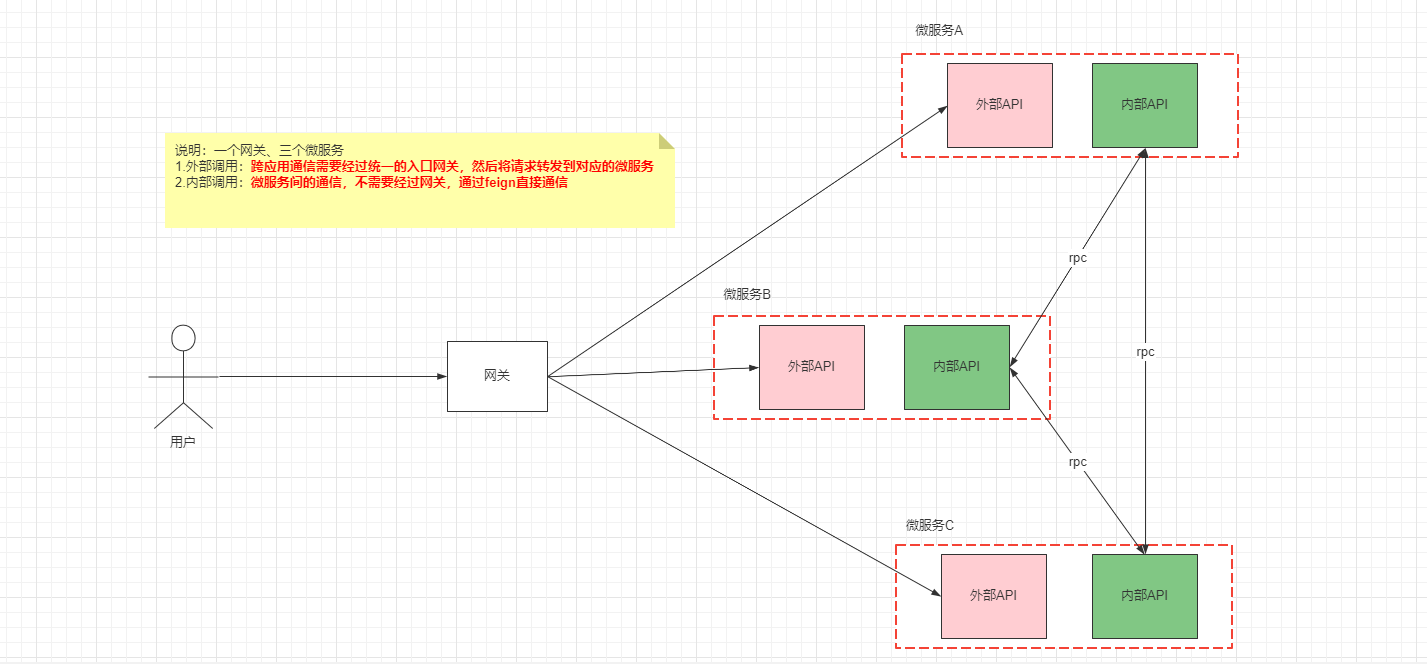 微服务A
外部API
内部API
说明：一个网关、三个微服务
1.外部调用：跨应用通信需要经过统一的入口网关，然后将请求转发到对应的微服务
2.内部调用：微服务间的通信，不需要经过网关，通过feign直接通信
rpc
微服务B
外部API
内部API
rpc
网关
用户
rpc
微服务C
外部API
内部API